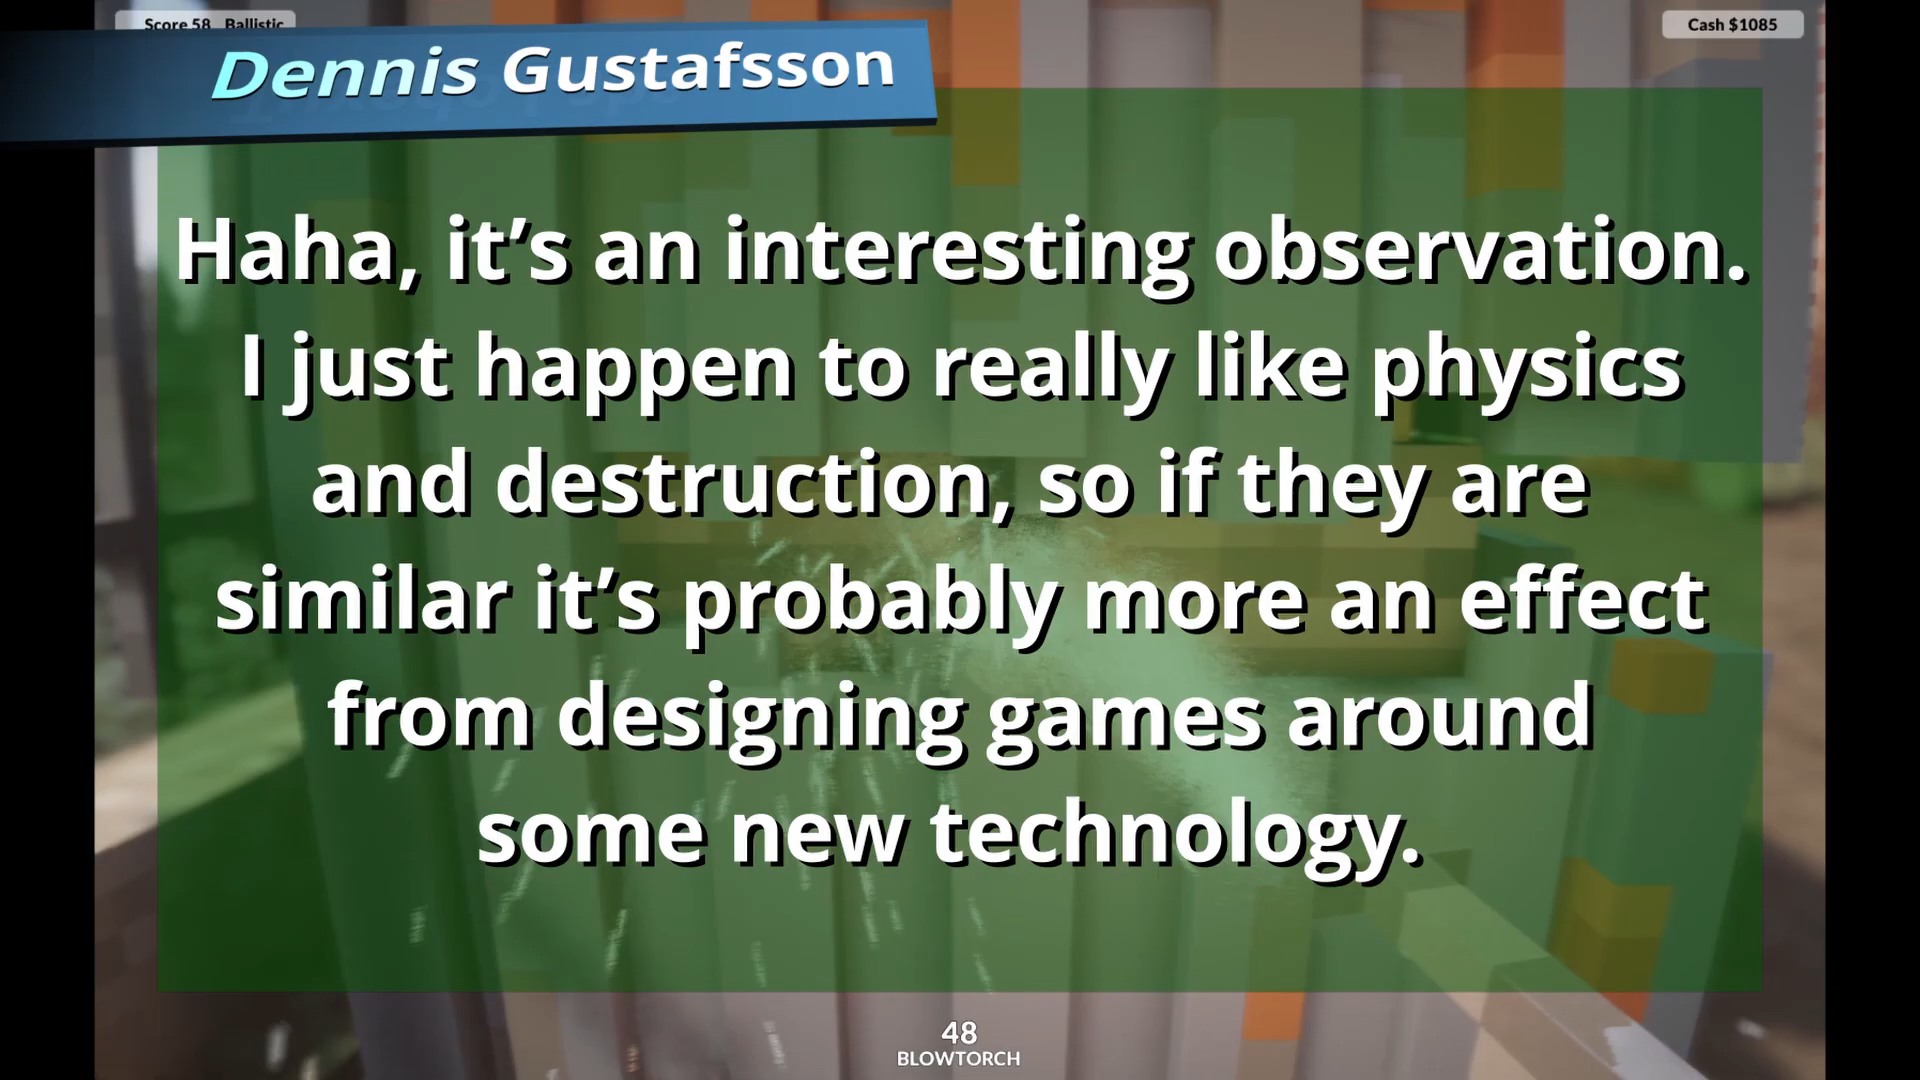 Score 58 Ballistic
Cash $1085
Dennis Gustafsson
Haha, it’s an interesting observation.
I just happen to really like physics
and destruction, so if they are
similar it’s probably more an effect
from designing games around
some new technology.
48
BLOWTORCH